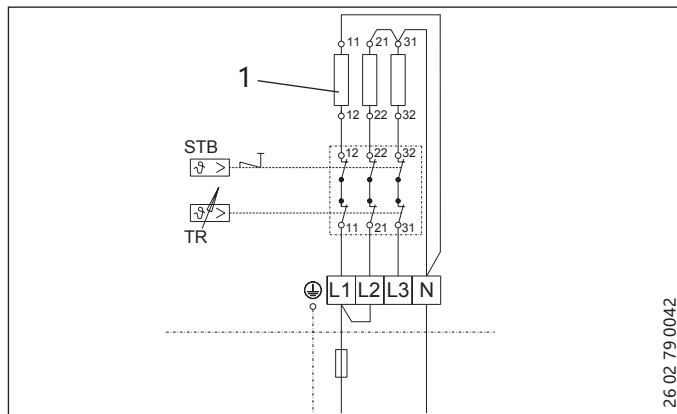 11 21 31
1
12 22 32
STB
12 22 32
ϑ >
ϑ >
TR
11 21 31
L1 L2 L3 N
26 02 79 0042